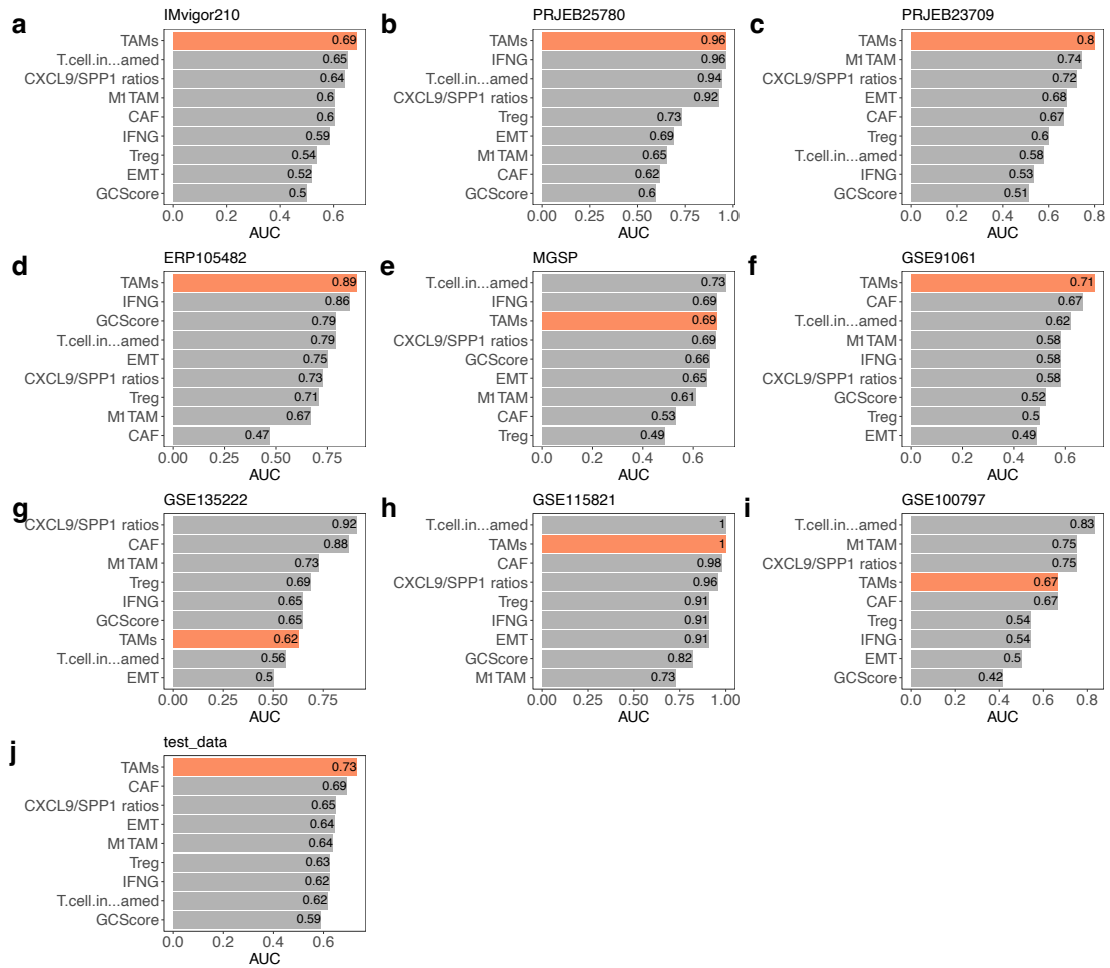 a
IMvigor210
TAMs 0.69
T.cell.in...amed 0.65
CXCL9/SPP1 ratios 0.64
M1TAM 0.6
CAF 0.6
IFNG 0.59
Treg 0.54
EMT 0.52
GCScore 0.5
0.0 0.2 0.4 0.6
AUC
b
PRJEB25780
TAMs 0.96
IFNG 0.96
T.cell.in...amed 0.94
CXCL9/SPP1 ratios 0.92
Treg 0.73
EMT 0.69
M1TAM 0.65
CAF 0.62
GCScore 0.6
0.00 0.25 0.50 0.75 1.0
AUC
c
PRJEB23709
TAMs 0.8
M1TAM 0.74
CXCL9/SPP1 ratios 0.72
EMT 0.68
CAF 0.67
Treg 0.6
T.cell.in...amed 0.58
IFNG 0.53
GCScore 0.51
0.0 0.2 0.4 0.6 0.8
AUC
d
ERP105482
TAMs 0.89
IFNG 0.86
GCScore 0.79
T.cell.in...amed 0.79
EMT 0.75
CXCL9/SPP1 ratios 0.73
Treg 0.71
M1TAM 0.67
CAF 0.47
0.00 0.25 0.50 0.75
AUC
e
MGSP
T.cell.in...amed 0.73
IFNG 0.69
TAMs 0.69
CXCL9/SPP1 ratios 0.69
GCScore 0.66
EMT 0.65
M1TAM 0.61
CAF 0.53
Treg 0.49
0.0 0.2 0.4 0.6
AUC
f
GSE91061
TAMs 0.71
CAF 0.67
T.cell.in...amed 0.62
M1TAM 0.58
IFNG 0.58
CXCL9/SPP1 ratios 0.58
GCScore 0.52
Treg 0.5
EMT 0.49
0.0 0.2 0.4 0.6
AUC
g
GSE135222
CXCL9/SPP1 ratios 0.92
CAF 0.88
M1TAM 0.73
Treg 0.69
IFNG 0.65
GCScore 0.65
TAMs 0.62
T.cell.in...amed 0.56
EMT 0.5
0.00 0.25 0.50 0.75
AUC
h
GSE115821
T.cell.in...amed 1
TAMs 1
CAF 0.98
CXCL9/SPP1 ratios 0.96
Treg 0.91
IFNG 0.91
EMT 0.91
GCScore 0.82
M1TAM 0.73
0.00 0.25 0.50 0.75 1.00
AUC
i
GSE100797
T.cell.in...amed 0.83
M1TAM 0.75
CXCL9/SPP1 ratios 0.75
TAMs 0.67
CAF 0.67
Treg 0.54
IFNG 0.54
EMT 0.5
GCScore 0.42
0.0 0.2 0.4 0.6 0.8
AUC
j
test_data
TAMs 0.73
CAF 0.69
CXCL9/SPP1 ratios 0.65
EMT 0.64
M1TAM 0.64
Treg 0.63
IFNG 0.62
T.cell.in...amed 0.62
GCScore 0.59
0.0 0.2 0.4 0.6
AUC